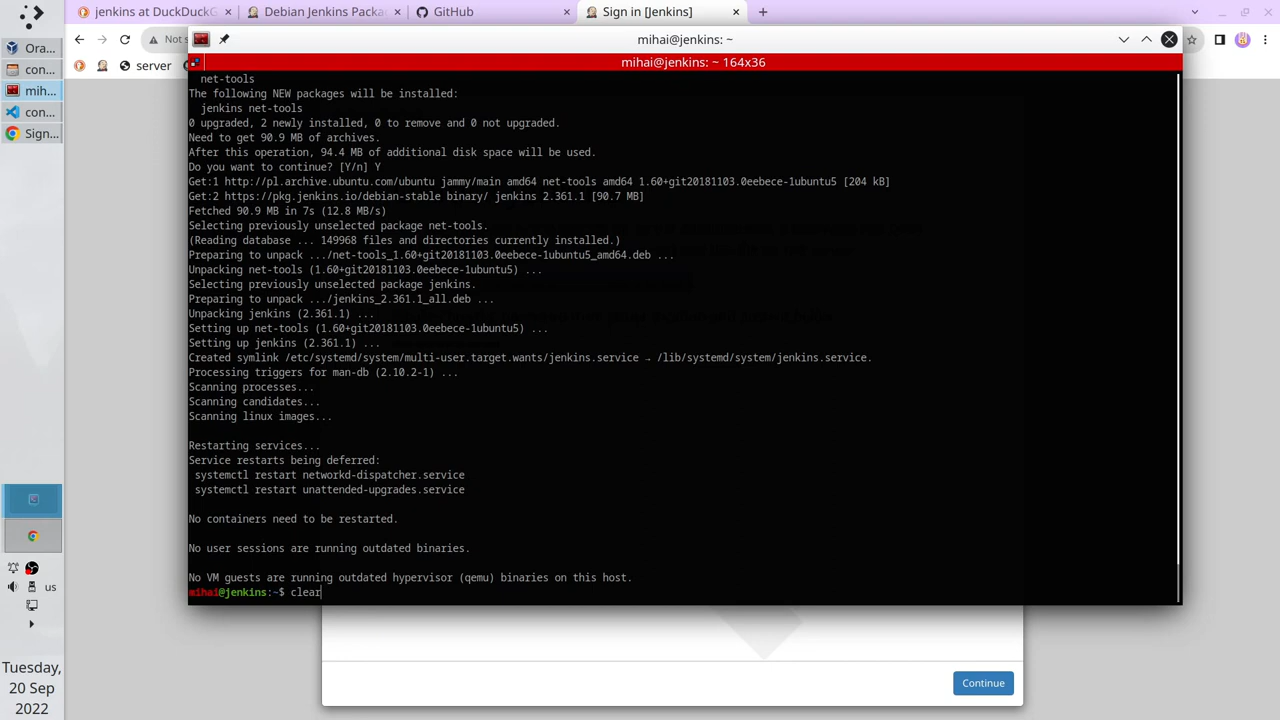 jenkins at DuckDuckG
Debian Jenkins Packa
GitHub
Sign in [Jenkins]
Not s
server
Ora...
con...
mih...
con...
Sign...
mihai@jenkins: ~
mihai@jenkins: ~ 164x36
net-tools
The following NEW packages will be installed:
jenkins net-tools
0 upgraded, 2 newly installed, 0 to remove and 0 not upgraded.
Need to get 90.9 MB of archives.
After this operation, 94.4 MB of additional disk space will be used.
Do you want to continue? [Y/n] Y
Get:1 http://pl.archive.ubuntu.com/ubuntu jammy/main amd64 net-tools amd64 1.60+git20181103.0eebece-1ubuntu5 [204 kB]
Get:2 https://pkg.jenkins.io/debian-stable binary/ jenkins 2.361.1 [90.7 MB]
Fetched 90.9 MB in 7s (12.8 MB/s)
Selecting previously unselected package net-tools.
(Reading database ... 149968 files and directories currently installed.)
Preparing to unpack .../net-tools_1.60+git20181103.0eebece-1ubuntu5_amd64.deb ...
Unpacking net-tools (1.60+git20181103.0eebece-1ubuntu5) ...
Selecting previously unselected package jenkins.
Preparing to unpack .../jenkins_2.361.1_all.deb ...
Unpacking jenkins (2.361.1) ...
Setting up net-tools (1.60+git20181103.0eebece-1ubuntu5) ...
Setting up jenkins (2.361.1) ...
Created symlink /etc/systemd/system/multi-user.target.wants/jenkins.service → /lib/systemd/system/jenkins.service.
Processing triggers for man-db (2.10.2-1) ...
Scanning processes...
Scanning candidates...
Scanning linux images...
Restarting services...
Service restarts being deferred:
systemctl restart networkd-dispatcher.service
systemctl restart unattended-upgrades.service
No containers need to be restarted.
No user sessions are running outdated binaries.
No VM guests are running outdated hypervisor (qemu) binaries on this host.
mihai@jenkins:~$ clear
Continue
us
Tuesday,
20 Sep
2022